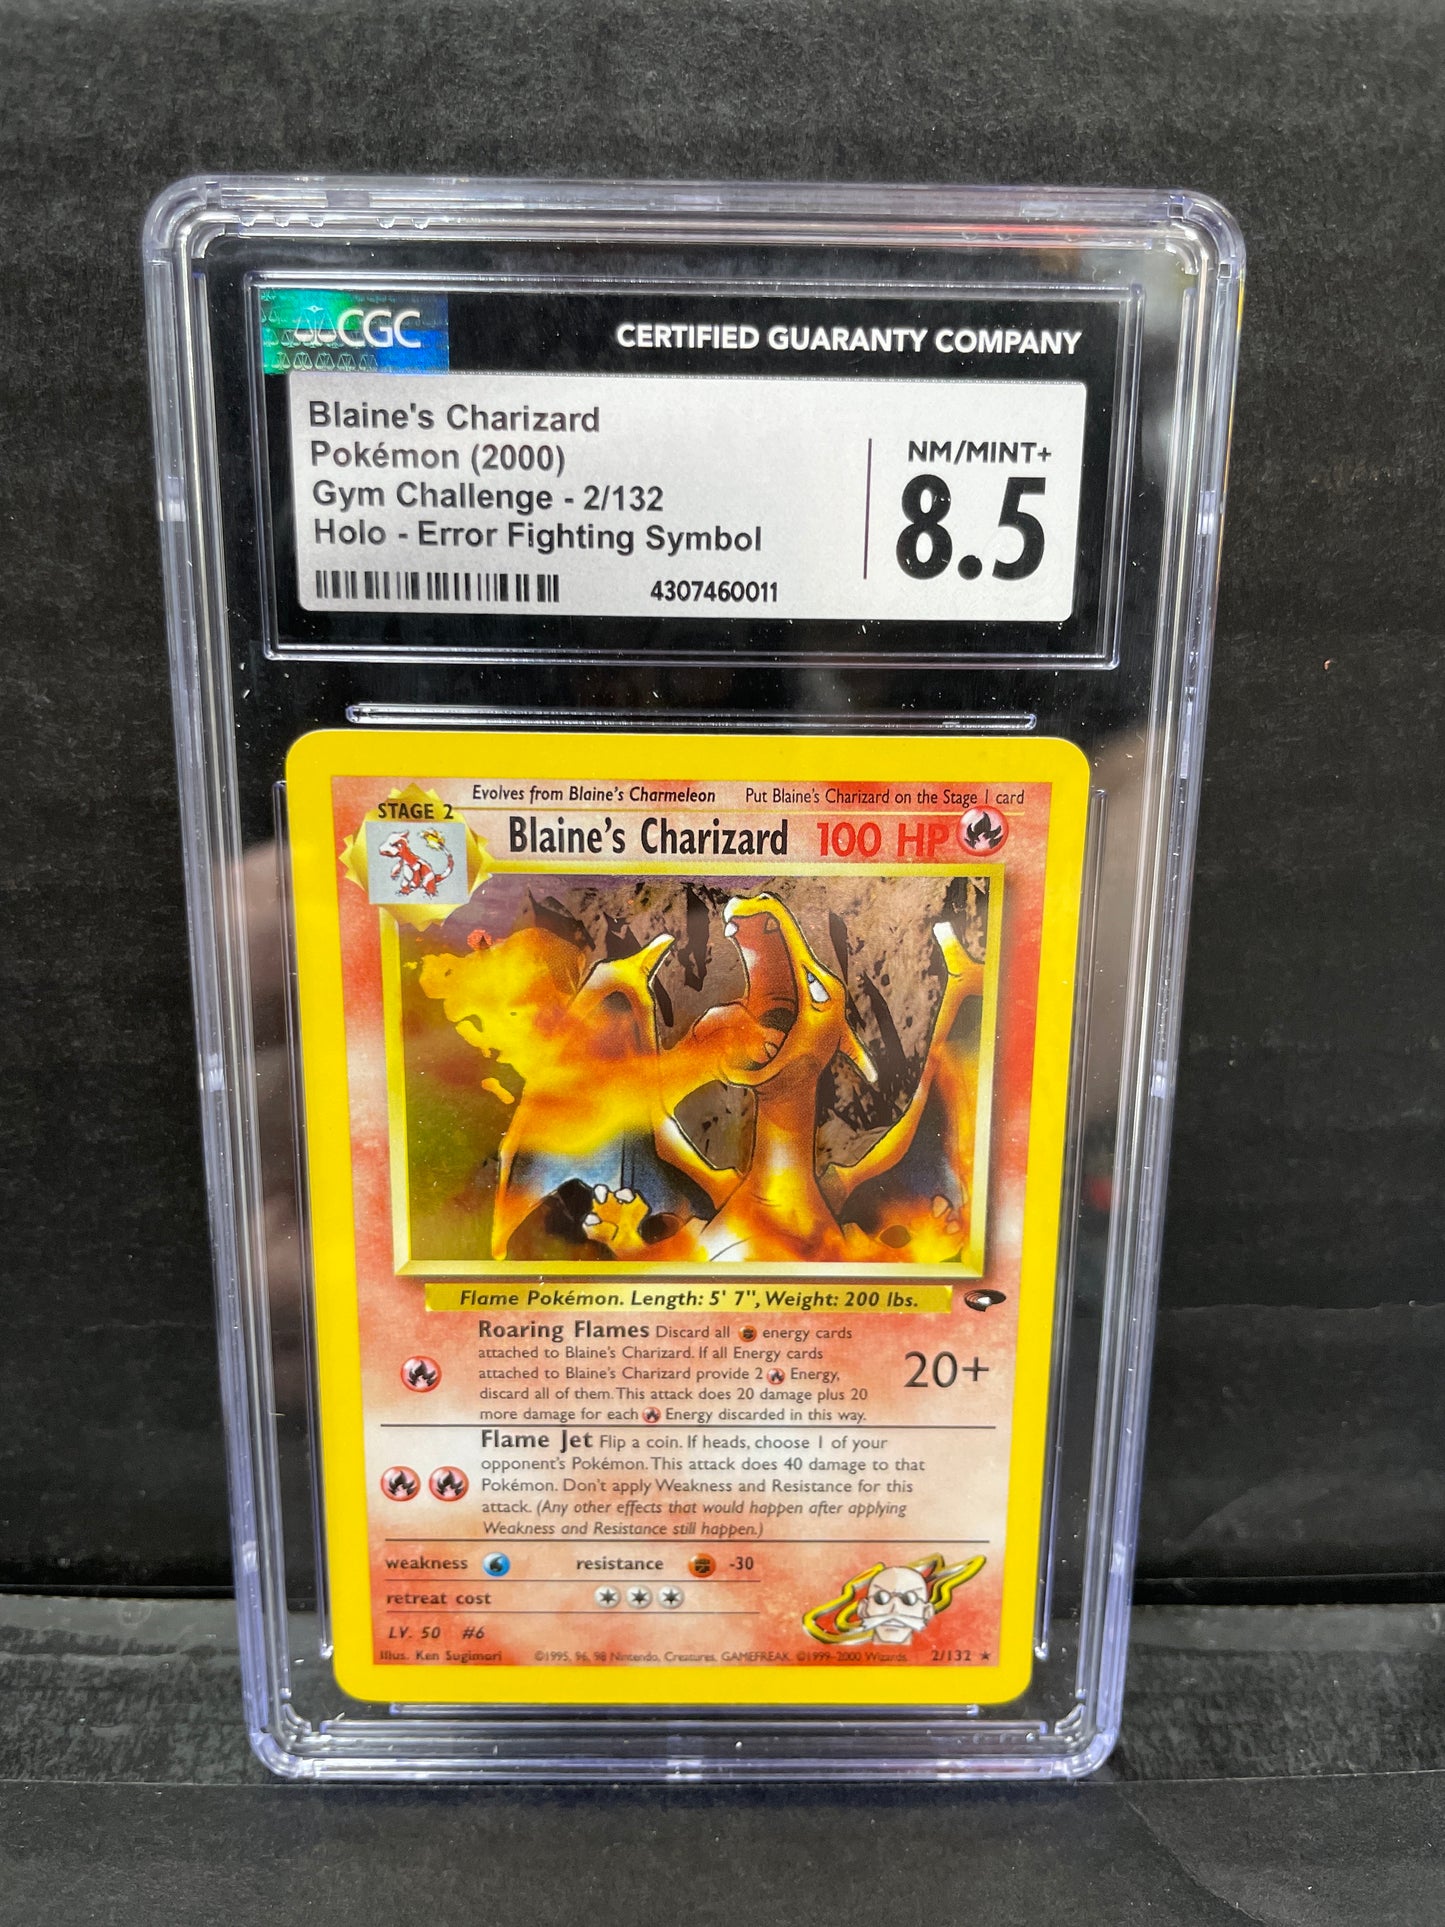 CGC
CERTIFIED GUARANTY COMPANY
Blaine's Charizard
Pokémon (2000)
Gym Challenge - 2/132
Holo - Error Fighting Symbol
4307460011
NM/MINT+
8.5
Evolves from Blaine's Charmeleon Put Blaine's Charizard on the Stage 1 card
STAGE 2
Blaine's Charizard 100 HP
Flame Pokémon. Length: 5' 7", Weight: 200 lbs.
Roaring Flames Discard all energy cards
attached to Blaine's Charizard. If all Energy cards
attached to Blaine's Charizard provide 2 Energy,
discard all of them. This attack does 20 damage plus 20
more damage for each Energy discarded in this way.
20+
Flame Jet Flip a coin. If heads, choose 1 of your
opponent's Pokémon. This attack does 40 damage to that
Pokémon. Don't apply Weakness and Resistance for this
attack. (Any other effects that would happen after applying
Weakness and Resistance still happen.)
weakness resistance -30
retreat cost
LV. 50 #6
Illus. Ken Sugimori ©1995, 96, 98 Nintendo, Creatures, GAMEFREAK. ©1999-2000 Wizards. 2/132 ★